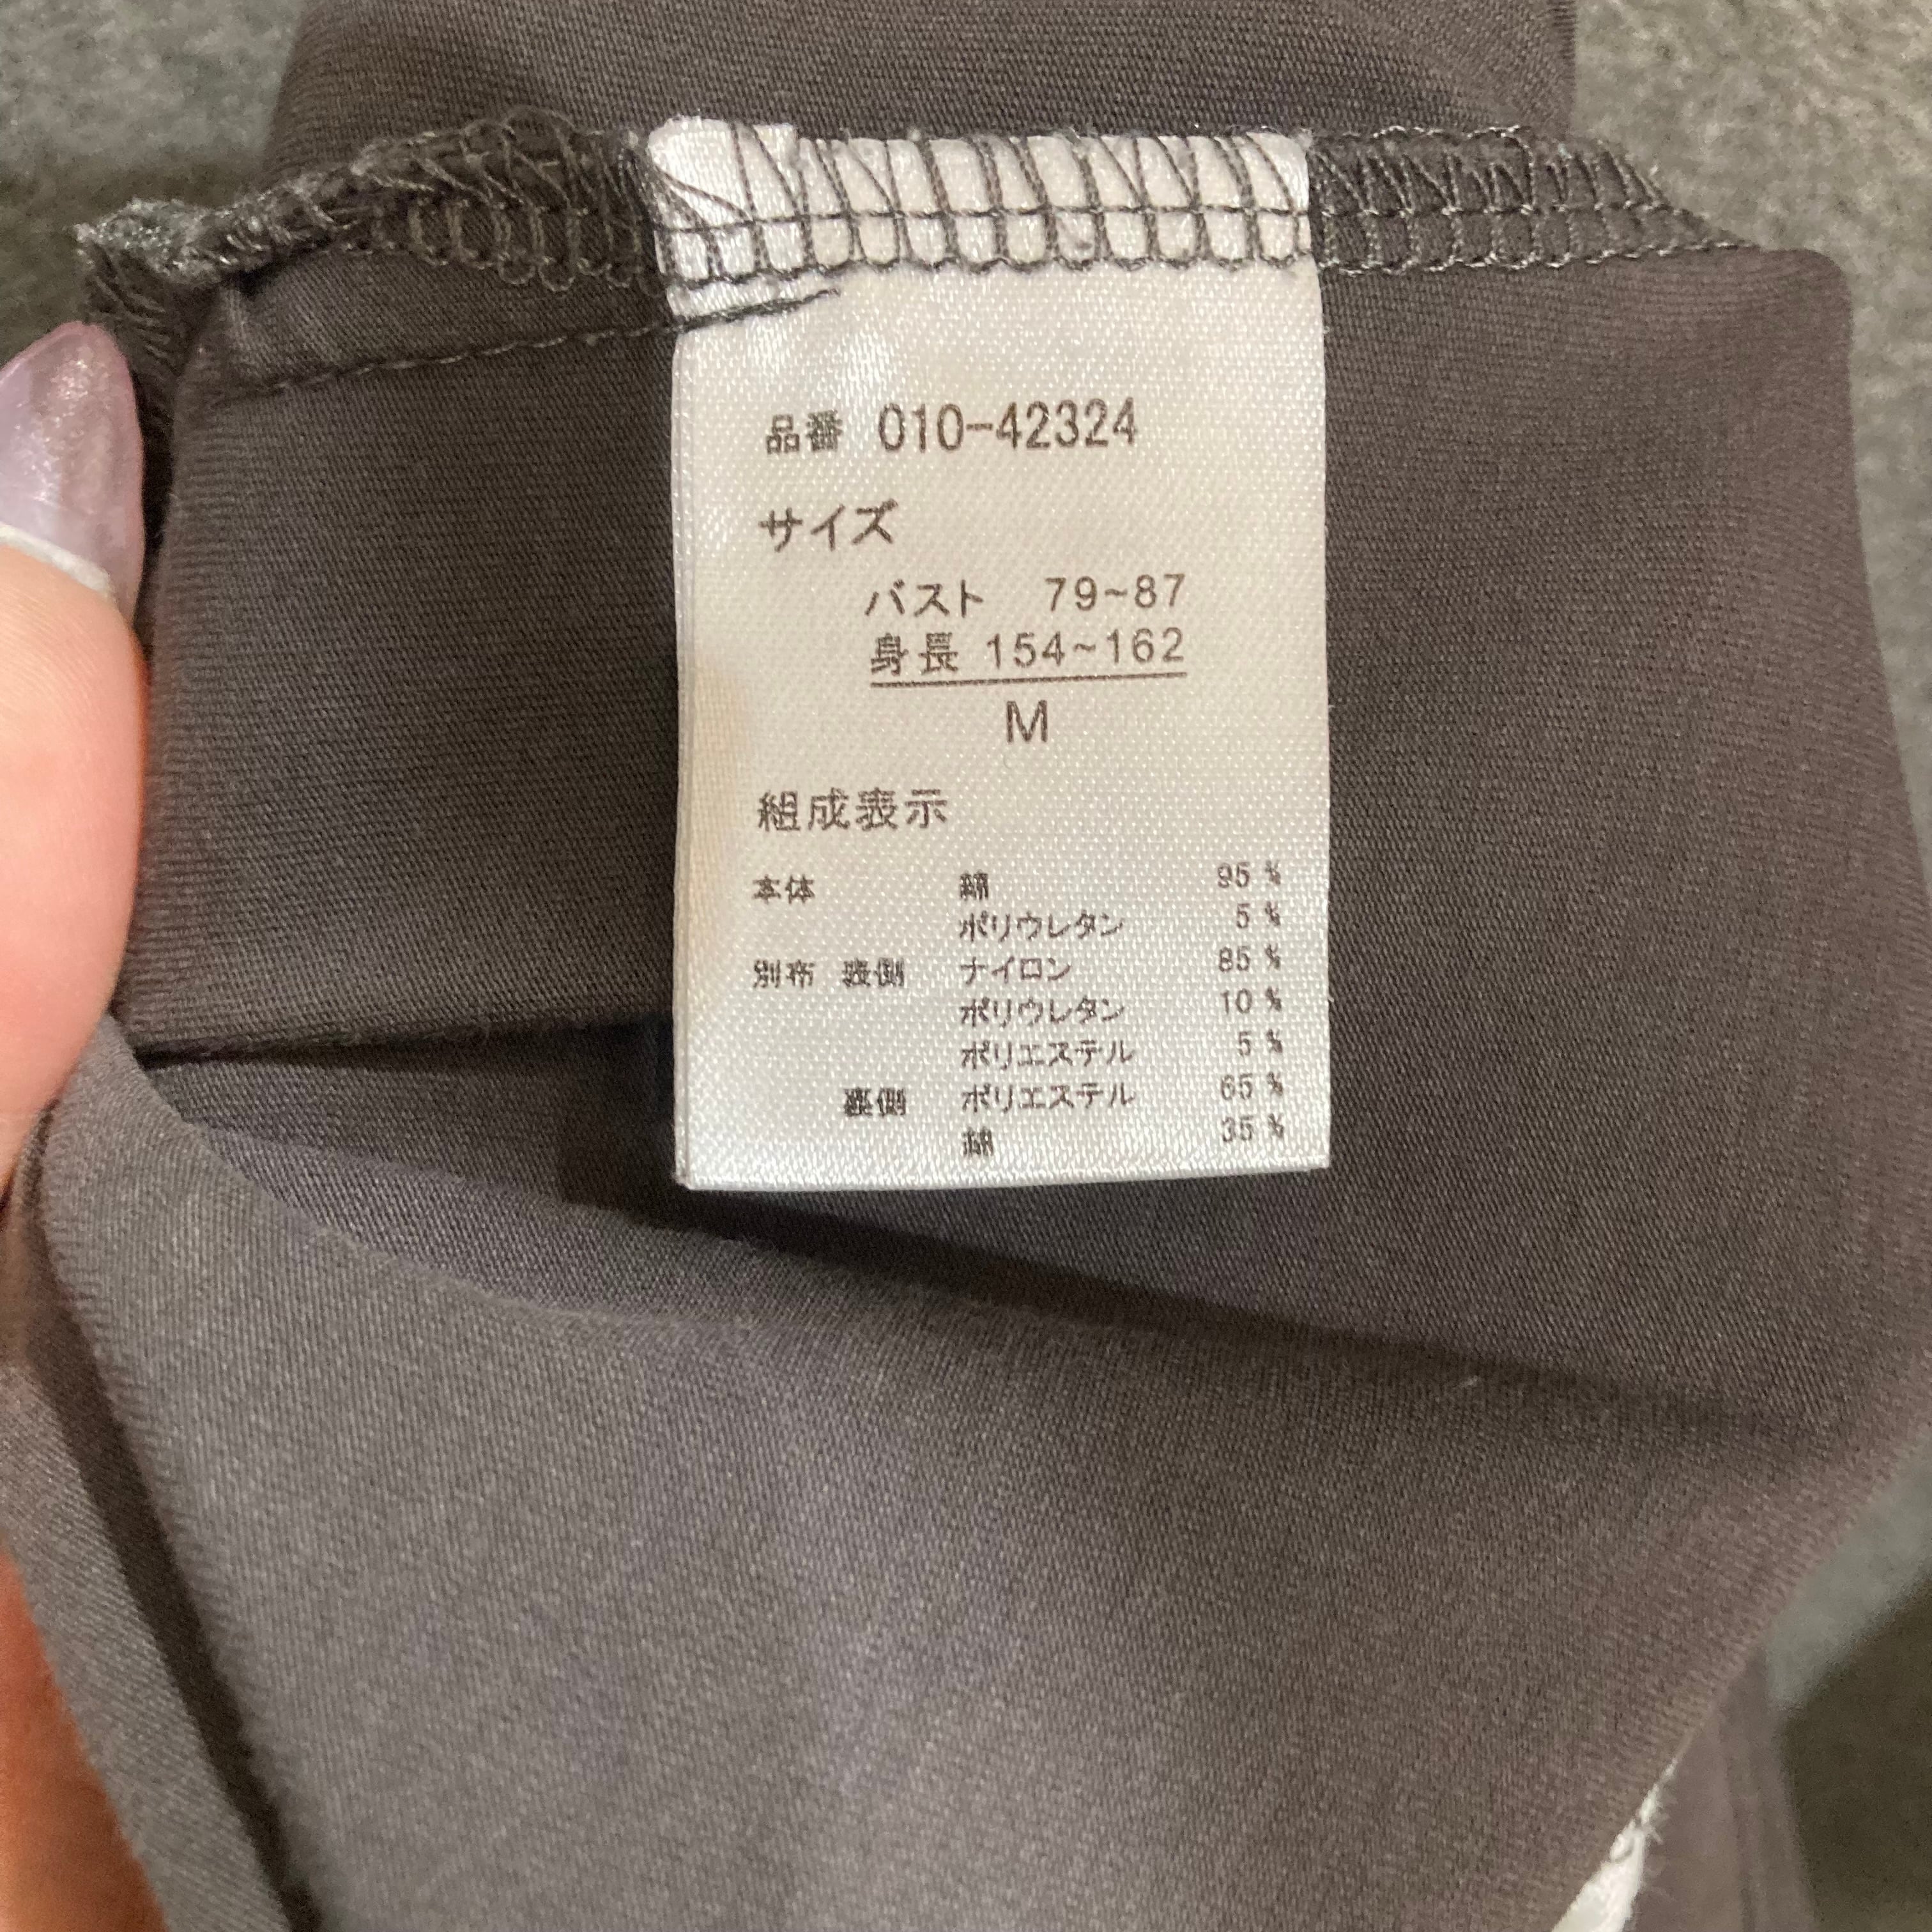 品番 010-42324
サイズ
バスト 79~87
身長 154~162
M
組成表示
本体 綿 95%
ポリウレタン 5%
別布 表側 ナイロン 85%
ポリウレタン 10%
ポリエステル 5%
裏側 ポリエステル 65%
綿 35%